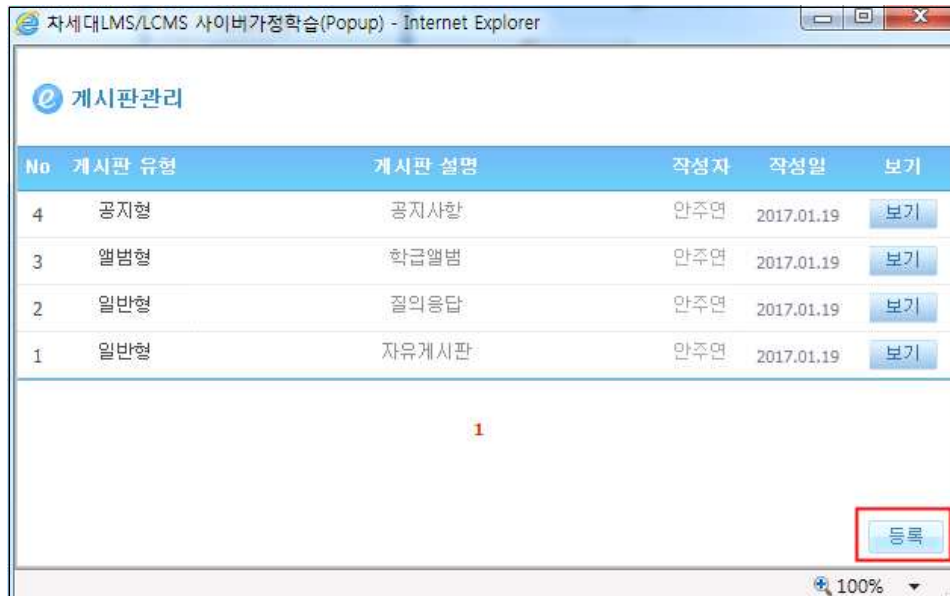 차세대LMS/LCMS 사이버가정학습(Popup) - Internet Explorer
게시판관리
No 게시판 유형 게시판 설명 작성자 작성일 보기
4 공지형 공지사항 안주연 2017.01.19 보기
3 앨범형 학급앨범 안주연 2017.01.19 보기
2 일반형 질의응답 안주연 2017.01.19 보기
1 일반형 자유게시판 안주연 2017.01.19 보기
1
등록
100%